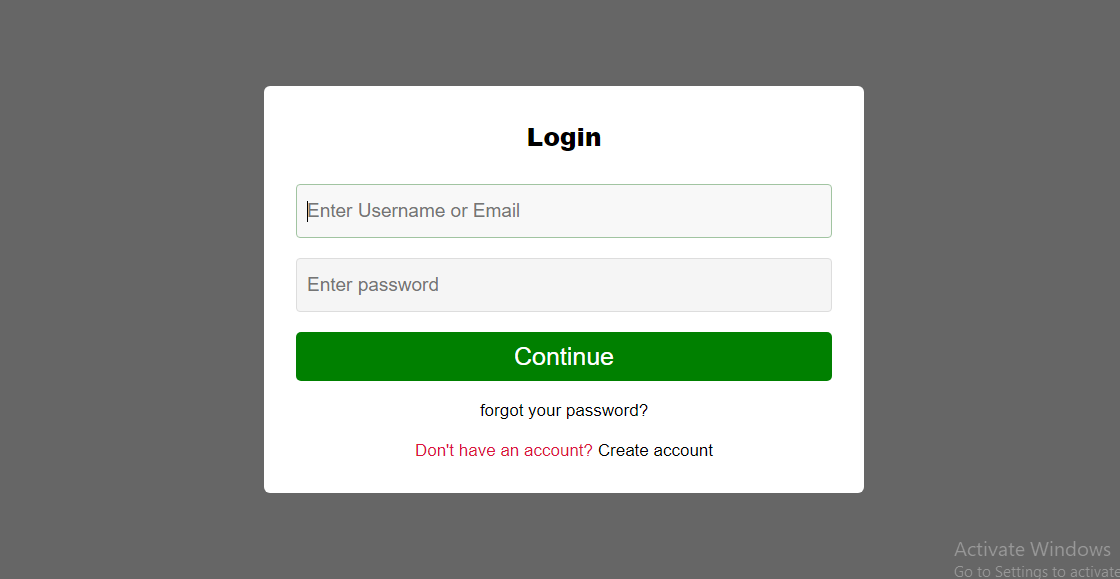 Login
Enter Username or Email
Enter password
Continue
forgot your password?
Don't have an account? Create account
Activate Windows
Go to Settings to activate